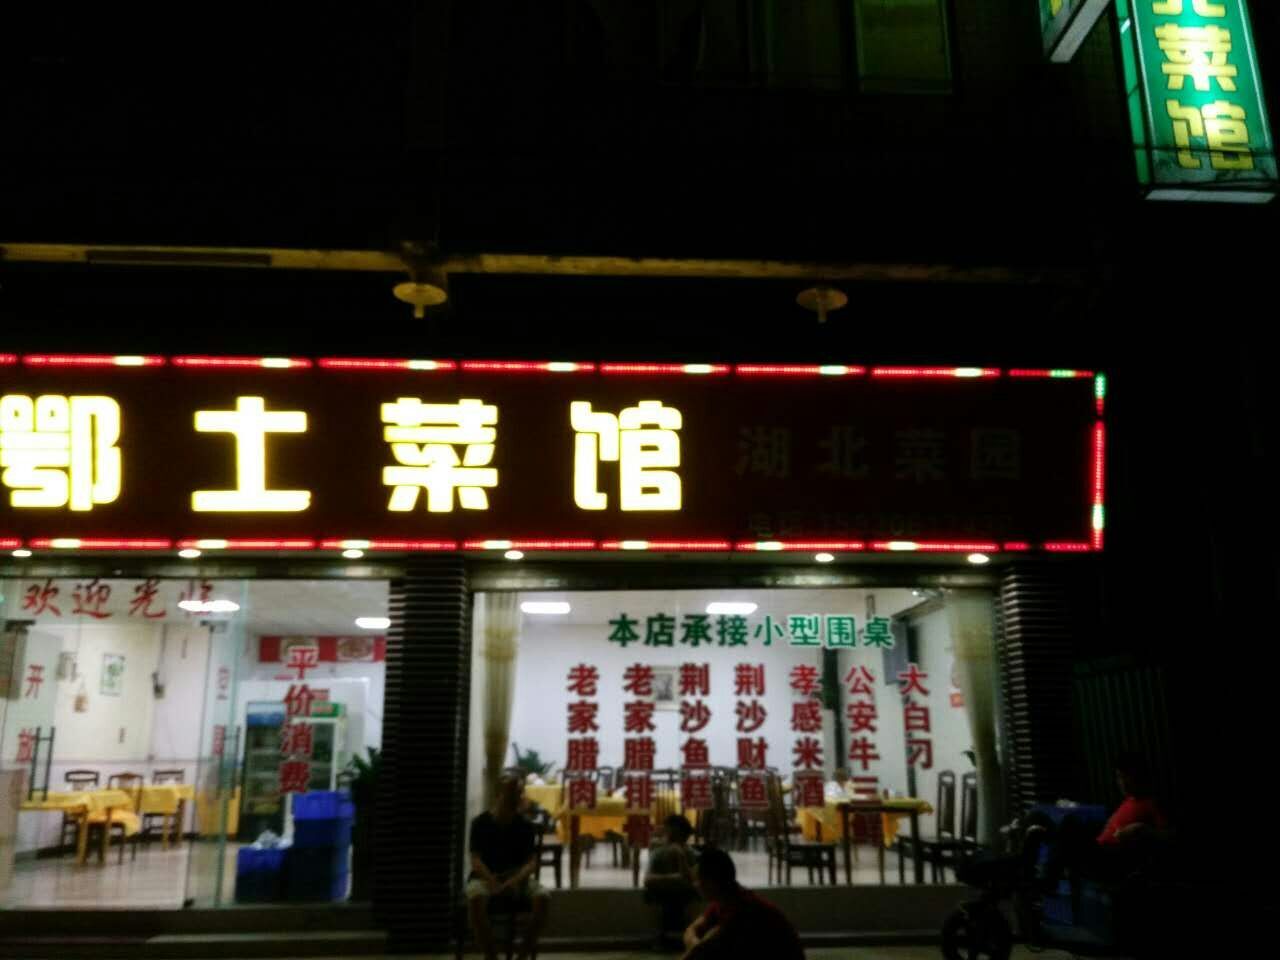 菜馆
鄂土菜馆
湖北菜园
欢迎光临
开放
平价消费
本店承接小型围桌
老家腊肉
老家腊排骨
荆沙鱼糕
荆沙财鱼
孝感米酒
公安牛三鲜
大白刁